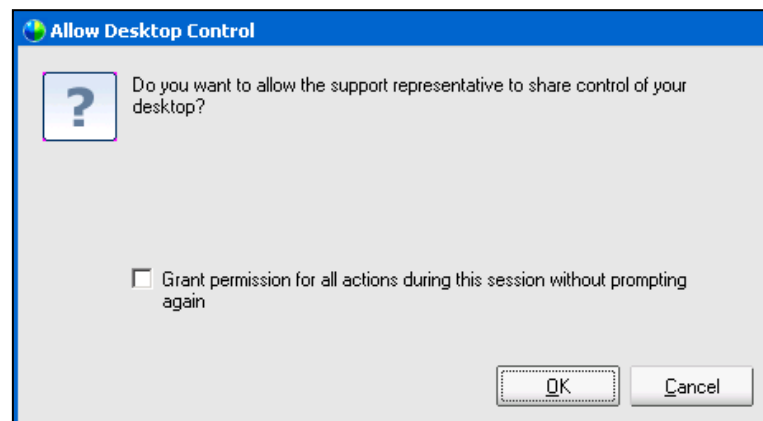 Allow Desktop Control
Do you want to allow the support representative to share control of your
desktop?
Grant permission for all actions during this session without prompting
again
OK
Cancel